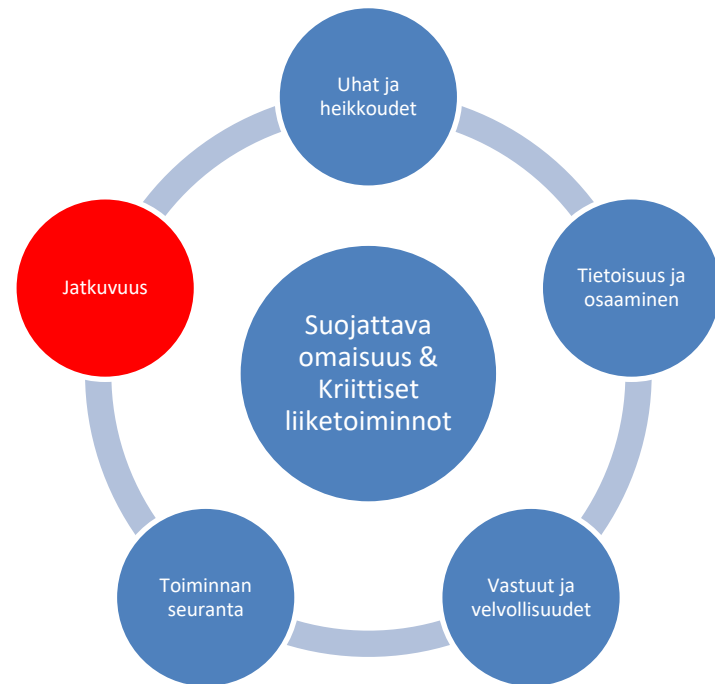 Uhat ja
heikkoudet
Tietoisuus ja
osaaminen
Vastuut ja
velvollisuudet
Toiminnan
seuranta
Jatkuvuus
Suojattava
omaisuus &
Kriittiset
liiketoiminnot